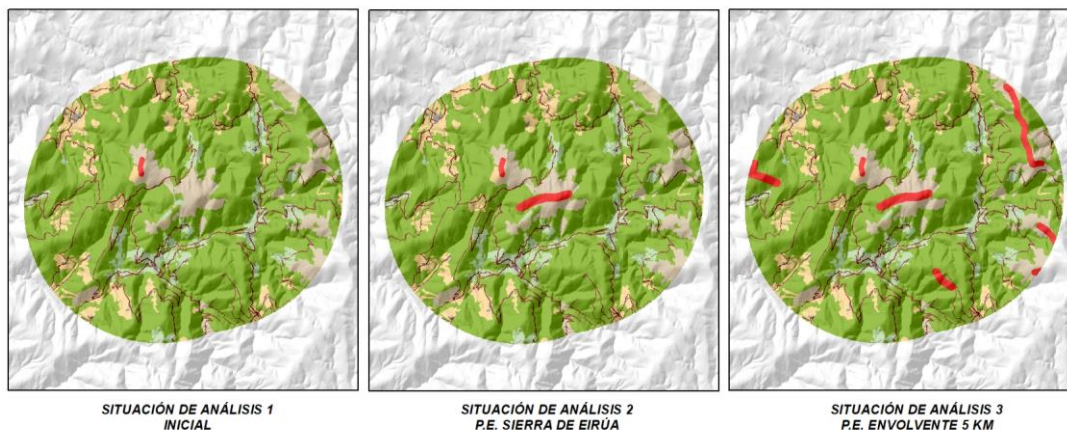 SITUACIÓN DE ANÁLISIS 1
INICIAL
SITUACIÓN DE ANÁLISIS 2
P.E. SIERRA DE EIRÚA
SITUACIÓN DE ANÁLISIS 3
P.E. ENVOLVENTE 5 KM